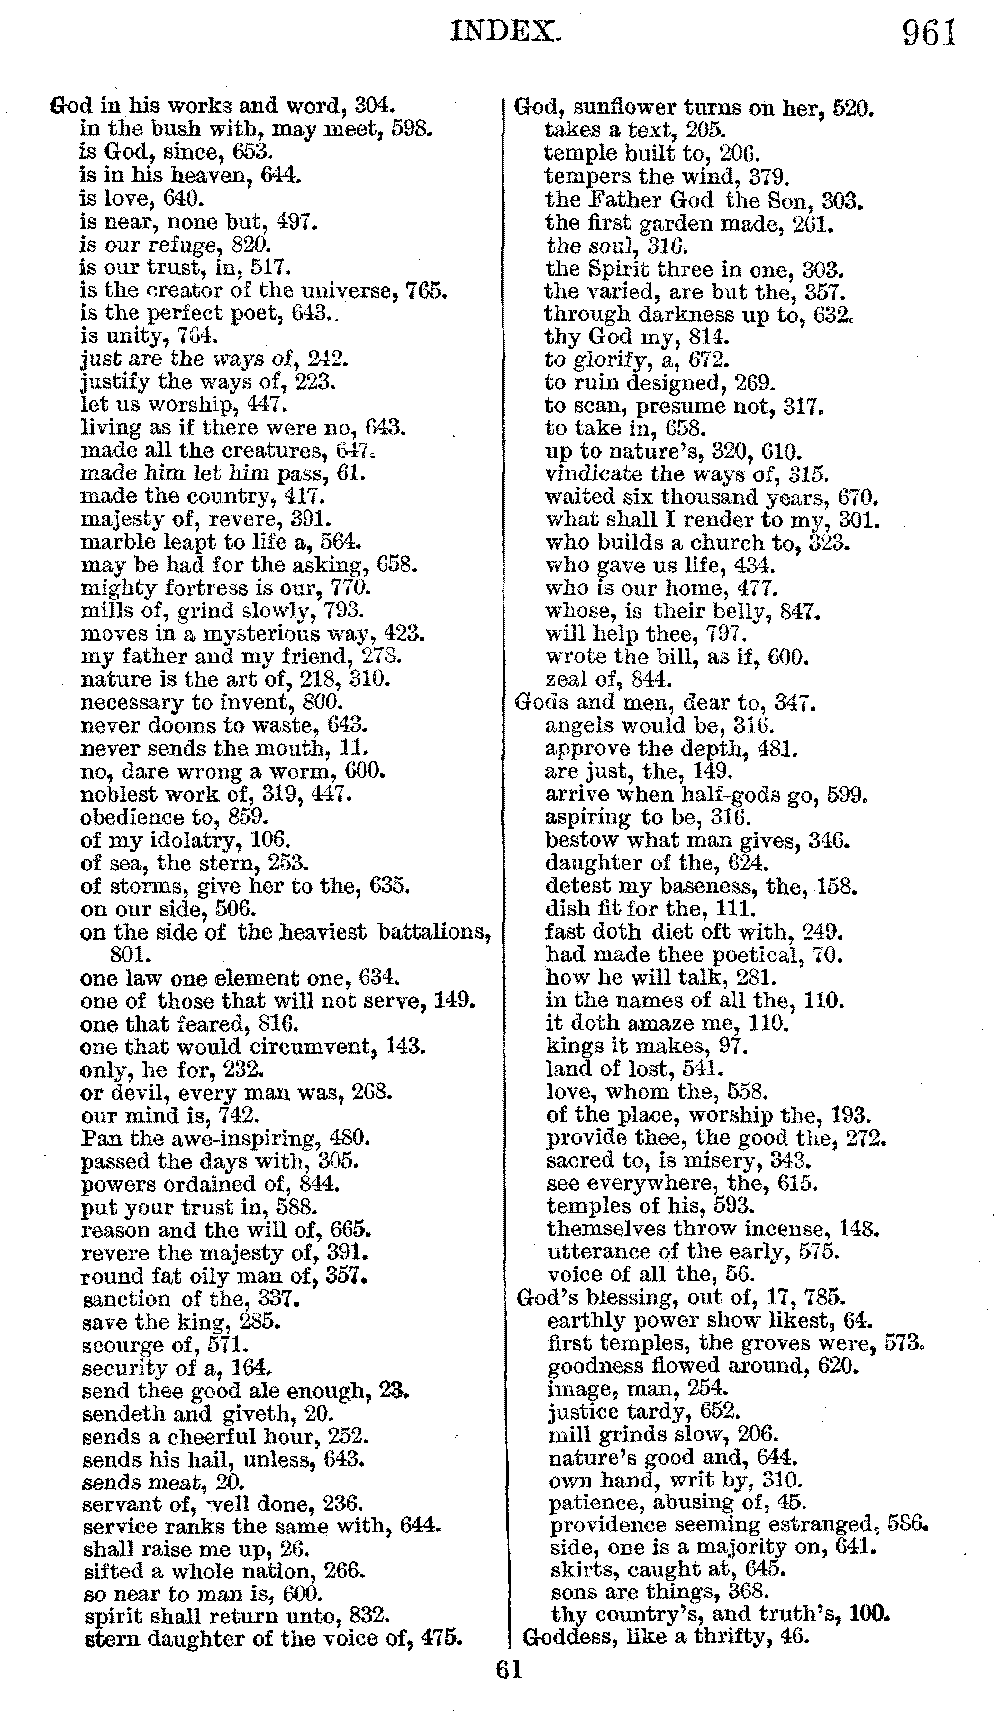 INDEX.
961
God in his works and word, 304.
in the bush with, may meet, 598.
is God, since, 653.
is in his heaven, 644.
is love, 640.
is near, none but, 497.
is our refuge, 820.
is our trust, in, 517.
is the creator of the universe, 765.
is the perfect poet, 643..
is unity, 764.
just are the ways of, 242.
justify the ways of, 223.
let us worship, 447.
living as if there were no, 643.
made all the creatures, 647.
made him let him pass, 61.
made the country, 417.
majesty of, revere, 391.
marble leapt to life a, 564.
may be had for the asking, 658.
mighty fortress is our, 770.
mills of, grind slowly, 793.
moves in a mysterious way, 423.
my father and my friend, 278.
nature is the art of, 218, 310.
necessary to invent, 800.
never dooms to waste, 643.
never sends the mouth, 11.
no, dare wrong a worm, 600.
noblest work of, 319, 447.
obedience to, 859.
of my idolatry, 106.
of sea, the stern, 253.
of storms, give her to the, 635.
on our side, 506.
on the side of the heaviest battalions,
801.
one law one element one, 634.
one of those that will not serve, 149.
one that feared, 816.
one that would circumvent, 143.
only, he for, 232.
or devil, every man was, 268.
our mind is, 742.
Pan the awe-inspiring, 480.
passed the days with, 305.
powers ordained of, 844.
put your trust in, 588.
reason and the will of, 665.
revere the majesty of, 391.
round fat oily man of, 357.
sanction of the, 337.
save the king, 285.
scourge of, 571.
security of a, 164.
send thee good ale enough, 23.
sendeth and giveth, 20.
sends a cheerful hour, 252.
sends his hail, unless, 643.
sends meat, 20.
servant of, well done, 236.
service ranks the same with, 644.
shall raise me up, 26.
sifted a whole nation, 266.
so near to man is, 600.
spirit shall return unto, 832.
stern daughter of the voice of, 475.
God, sunflower turns on her, 520.
takes a text, 205.
temple built to, 206.
tempers the wind, 379.
the Father God the Son, 303.
the first garden made, 261.
the soul, 316.
the Spirit three in one, 303.
the varied, are but the, 357.
through darkness up to, 632.
thy God my, 814.
to glorify, a, 672.
to ruin designed, 269.
to scan, presume not, 317.
to take in, 658.
up to nature's, 320, 610.
vindicate the ways of, 315.
waited six thousand years, 670.
what shall I render to my, 301.
who builds a church to, 323.
who gave us life, 434.
who is our home, 477.
whose, is their belly, 847.
will help thee, 797.
wrote the bill, as if, 600.
zeal of, 844.
Gods and men, dear to, 347.
angels would be, 316.
approve the depth, 481.
are just, the, 149.
arrive when half-gods go, 599.
aspiring to be, 316.
bestow what man gives, 346.
daughter of the, 624.
detest my baseness, the, 158.
dish fit for the, 111.
fast doth diet oft with, 249.
had made thee poetical, 70.
how he will talk, 281.
in the names of all the, 110.
it doth amaze me, 110.
kings it makes, 97.
land of lost, 541.
love, whom the, 558.
of the place, worship the, 193.
provide thee, the good the, 272.
sacred to, is misery, 343.
see everywhere, the, 615.
temples of his, 593.
themselves throw incense, 148.
utterance of the early, 575.
voice of all the, 56.
God's blessing, out of, 17, 785.
earthly power show likest, 64.
first temples, the groves were, 573.
goodness flowed around, 620.
image, man, 254.
justice tardy, 652.
mill grinds slow, 206.
nature's good and, 644.
own hand, writ by, 310.
patience, abusing of, 45.
providence seeming estranged, 586.
side, one is a majority on, 641.
skirts, caught at, 645.
sons are things, 368.
thy country's, and truth's, 100.
Goddess, like a thrifty, 46.
61